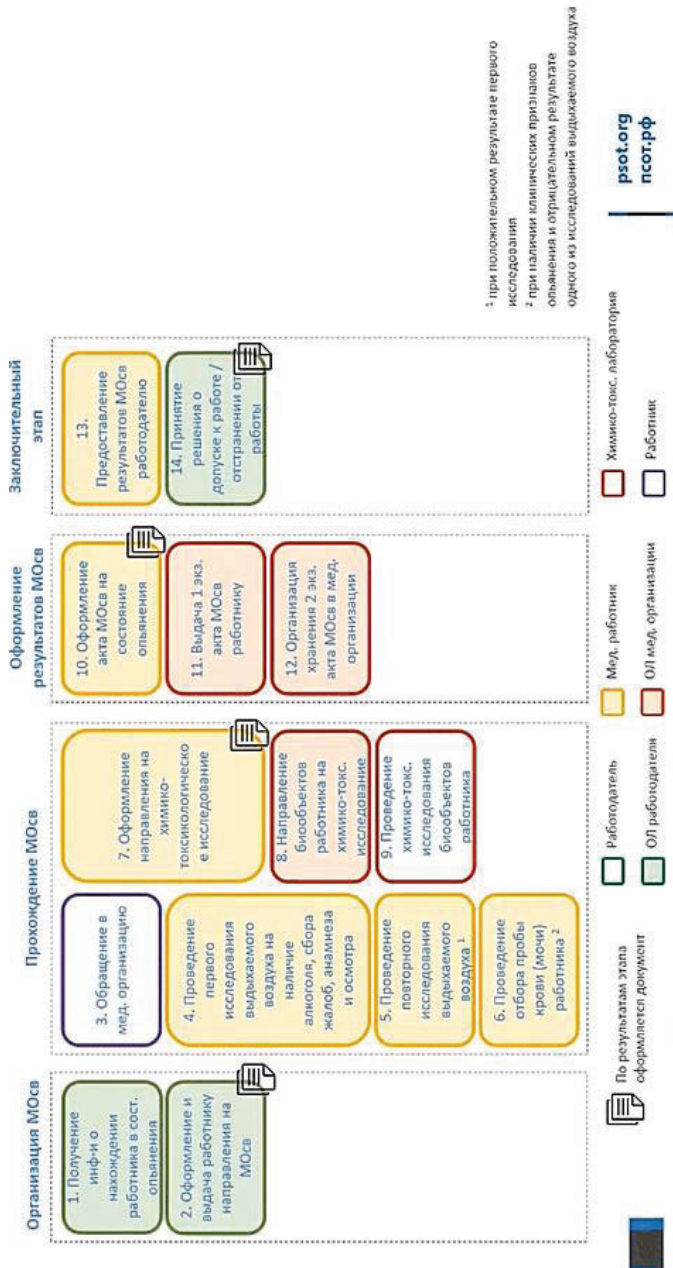 Организация МОсв
1. Получение
инф-и о
нахождении
работника в сост.
опьянения
2. Оформление и
выдача работнику
направления на
МОсв
Прохождение МОсв
3. Обращение в
мед. организацию
4. Проведение
первого
исследования
выдыхаемого
воздуха на
наличие
алкоголя, сбора
жалоб, анамнеза
и осмотра
5. Проведение
повторного
исследования
выдыхаемого
воздуха ¹
6. Проведение
отбора пробы
крови (мочи)
работника ²
7. Оформление
направления на
химико-
токсикологическо
е исследование
8. Направление
биообъектов
работника на
химико-токс.
исследование
9. Проведение
химико-токс.
исследования
биообъектов
работника
Оформление
результатов МОсв
10. Оформление
акта МОсв на
состояние
опьянения
11. Выдача 1 экз.
акта МОсв
работнику
12. Организация
хранения 2 экз.
акта МОсв в мед.
организации
Заключительный
этап
13.
Предоставление
результатов МОсв
работодателю
14. Принятие
решения о
допуске к работе /
отстранении от
работы
¹ при положительном результате первого
исследования
² при наличии клинических признаков
опьянения и отрицательном результате
одного из исследований выдыхаемого воздуха
По результатам этапа
оформляется документ
Работодатель
ОЛ работодателя
Мед. работник
ОЛ мед. организации
Химико-токс. лаборатория
Работник
psot.org
псот.рф